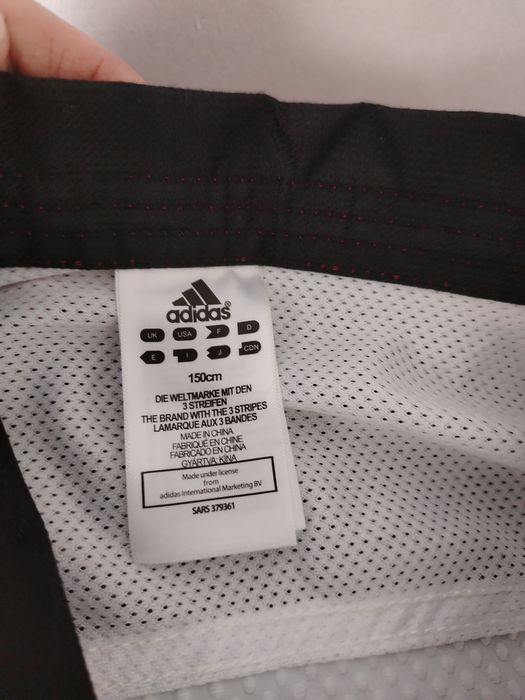 adidas®
UK USA F D
E I J CDN
150cm
DIE WELTMARKE MIT DEN
3 STREIFEN
THE BRAND WITH THE 3 STRIPES
LAMARQUE AUX 3 BANDES
MADE IN CHINA
FABRIQUÉ EN CHINE
FABRICADO EN CHINA
GYÁRTVA: KÍNA
Made under license
from
adidas International Marketing BV
SARS 379361